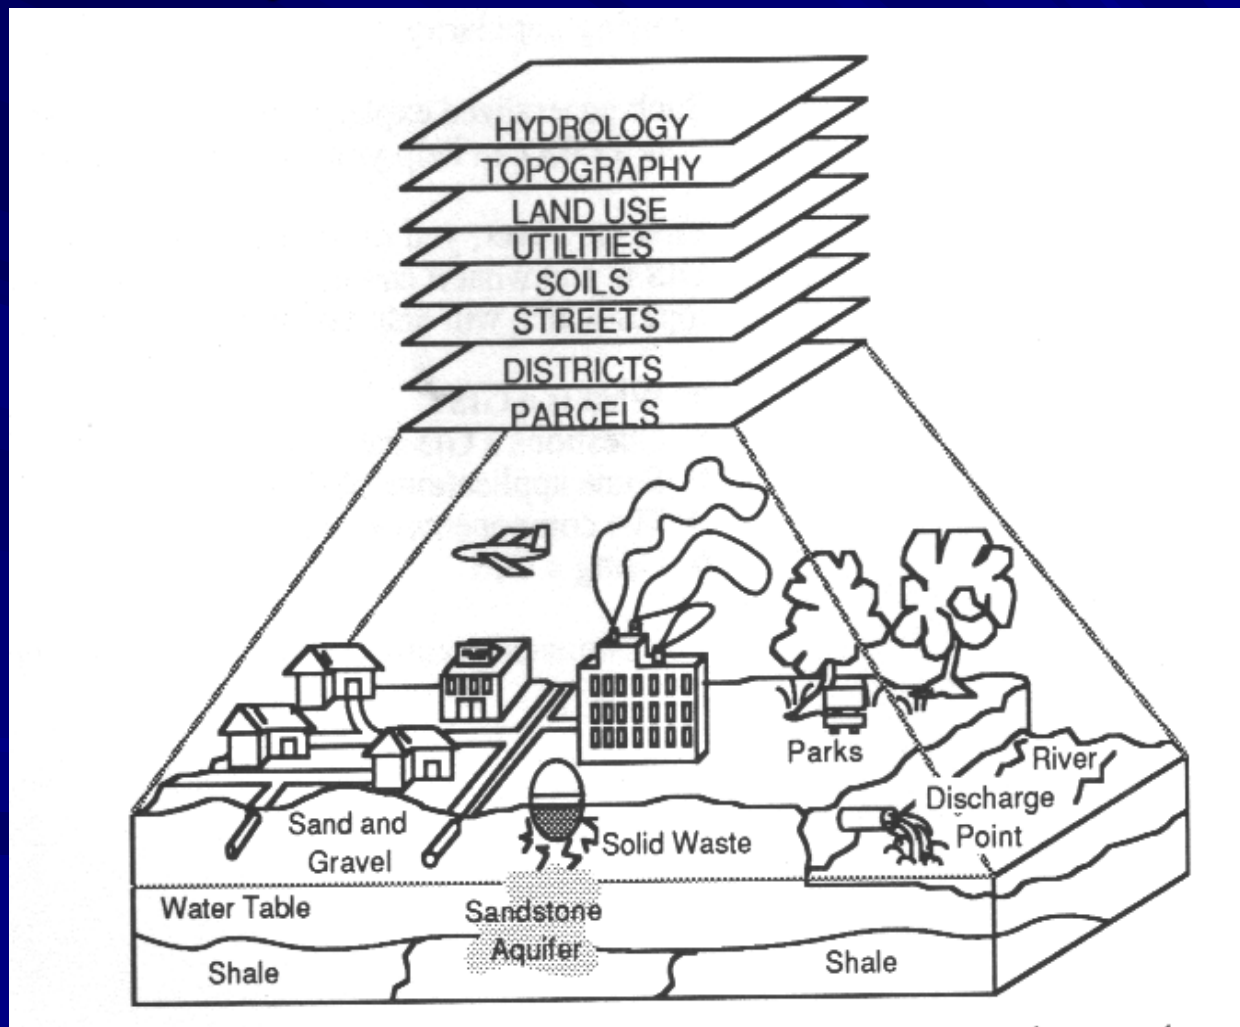 HYDROLOGY
TOPOGRAPHY
LAND USE
UTILITIES
SOILS
STREETS
DISTRICTS
PARCELS
Parks
River
Discharge
Point
Sand and
Gravel
Solid Waste
Water Table
Sandstone
Aquifer
Shale
Shale